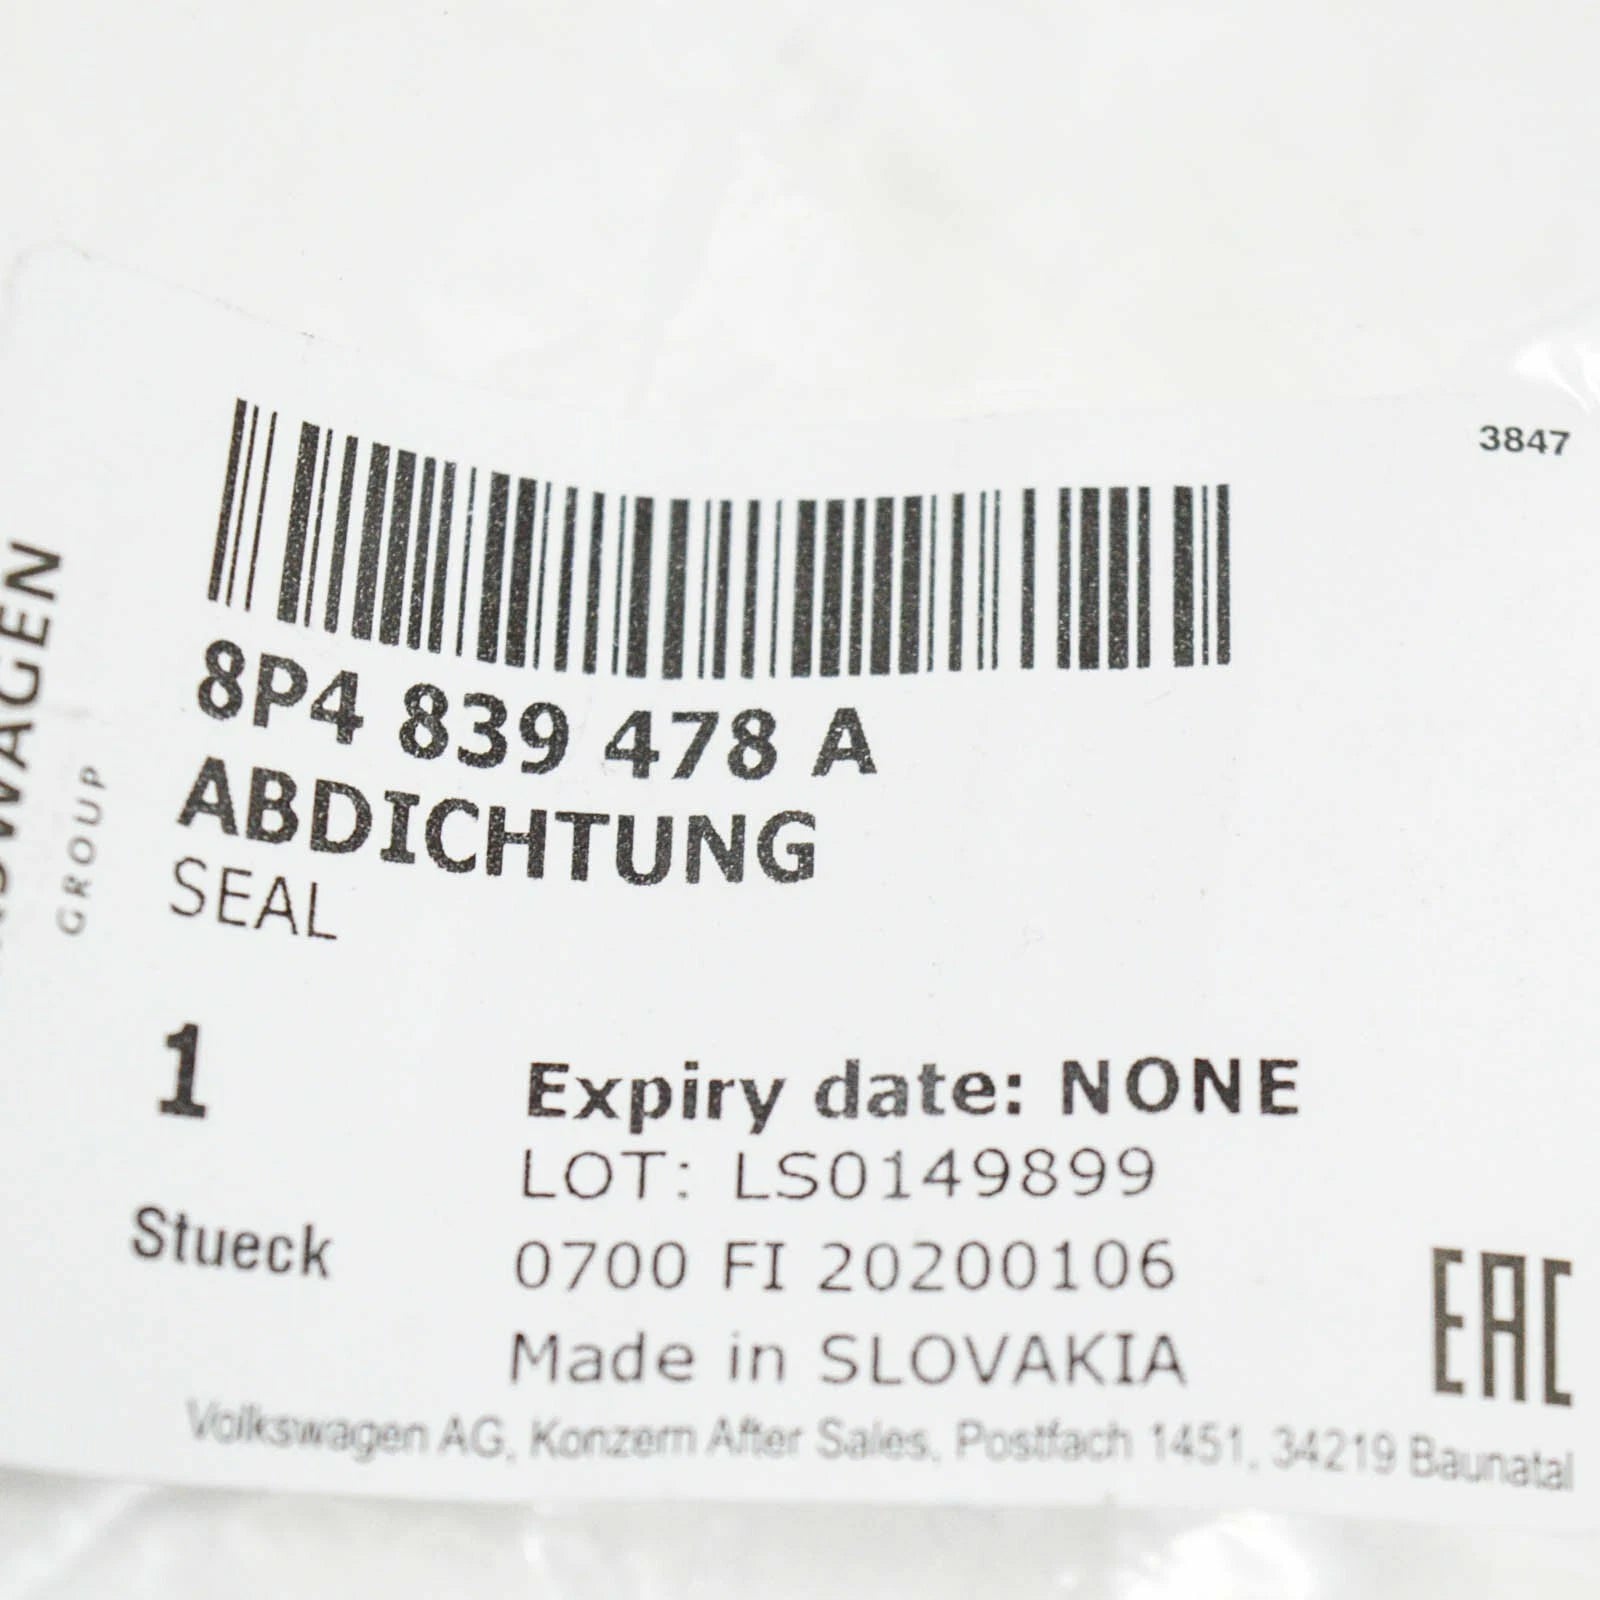 3847
8P4 839 478 A
ABDICHTUNG
SEAL
1
Stueck
Expiry date: NONE
LOT: LS0149899
0700 FI 20200106
Made in SLOVAKIA
EAC
Volkswagen AG, Konzern After Sales, Postfach 1451, 34219 Baunatal
GROUP